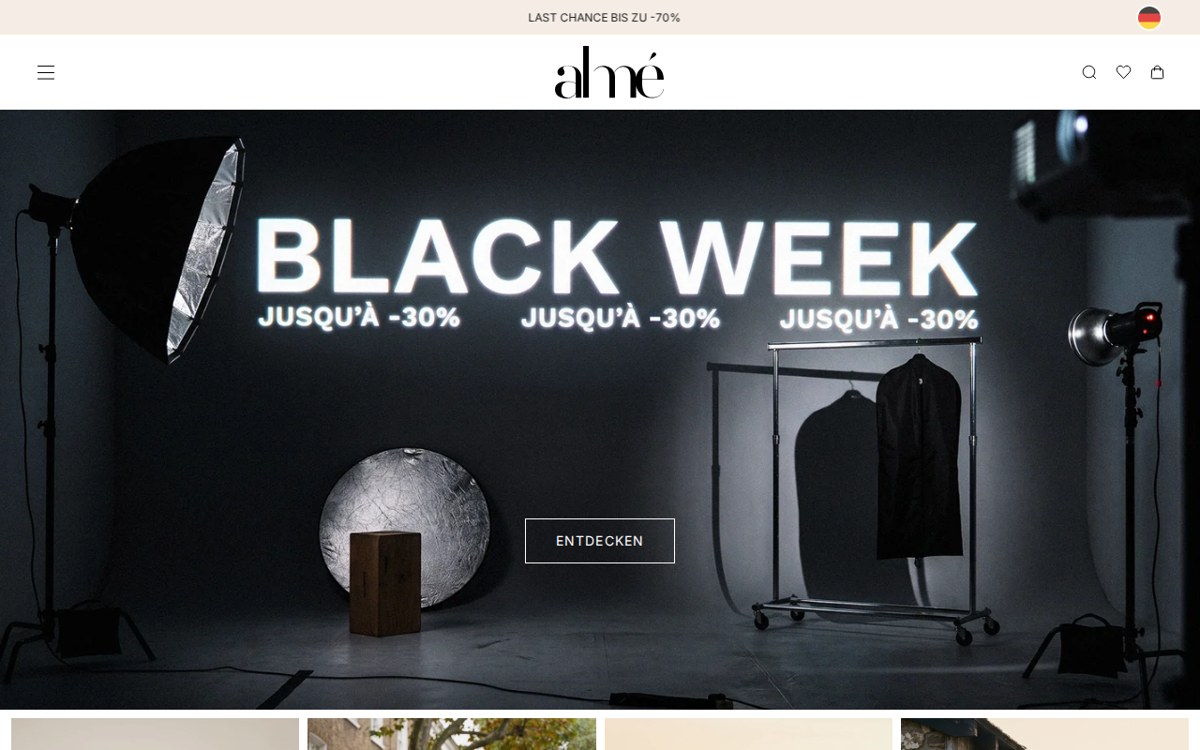 LAST CHANCE BIS ZU -70%
almé
BLACK WEEK
JUSQU'À -30% JUSQU'À -30% JUSQU'À -30%
ENTDECKEN